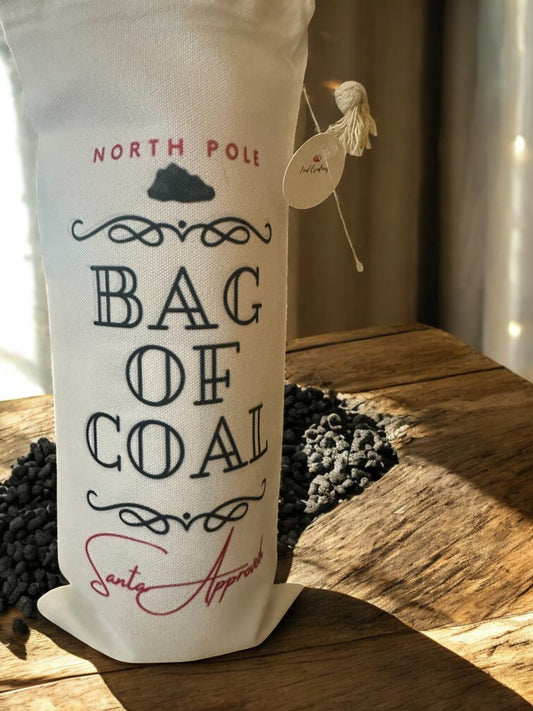 NORTH POLE
BAG
OF
COAL
Santa Approved